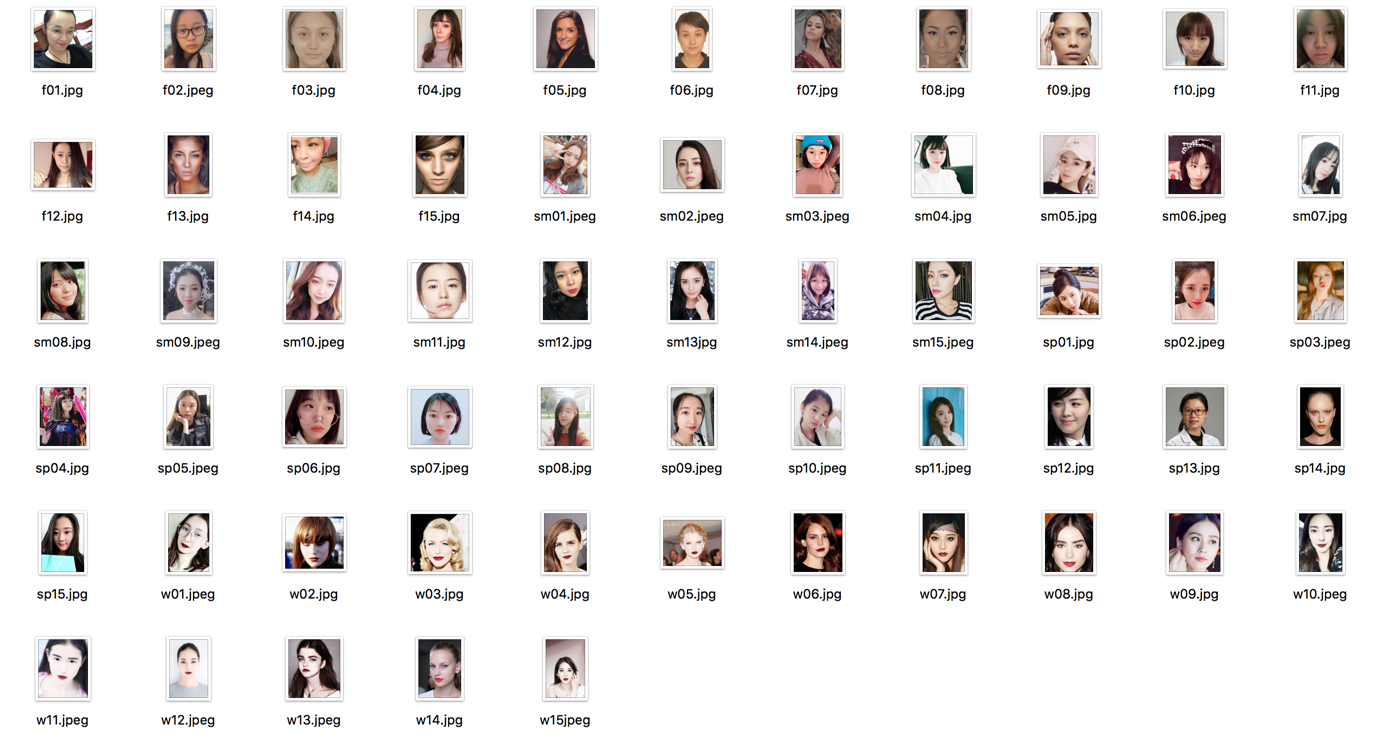 f01.jpg f02.jpeg f03.jpg f04.jpg f05.jpg f06.jpg f07.jpg f08.jpg f09.jpg f10.jpg f11.jpg
f12.jpg f13.jpg f14.jpg f15.jpg sm01.jpeg sm02.jpeg sm03.jpeg sm04.jpg sm05.jpg sm06.jpeg sm07.jpg
sm08.jpg sm09.jpeg sm10.jpeg sm11.jpg sm12.jpg sm13jpg sm14.jpeg sm15.jpeg sp01.jpg sp02.jpeg sp03.jpeg
sp04.jpg sp05.jpeg sp06.jpg sp07.jpeg sp08.jpg sp09.jpeg sp10.jpeg sp11.jpeg sp12.jpg sp13.jpg sp14.jpg
sp15.jpg w01.jpeg w02.jpg w03.jpg w04.jpg w05.jpg w06.jpg w07.jpg w08.jpg w09.jpg w10.jpeg
w11.jpeg w12.jpeg w13.jpeg w14.jpg w15jpeg